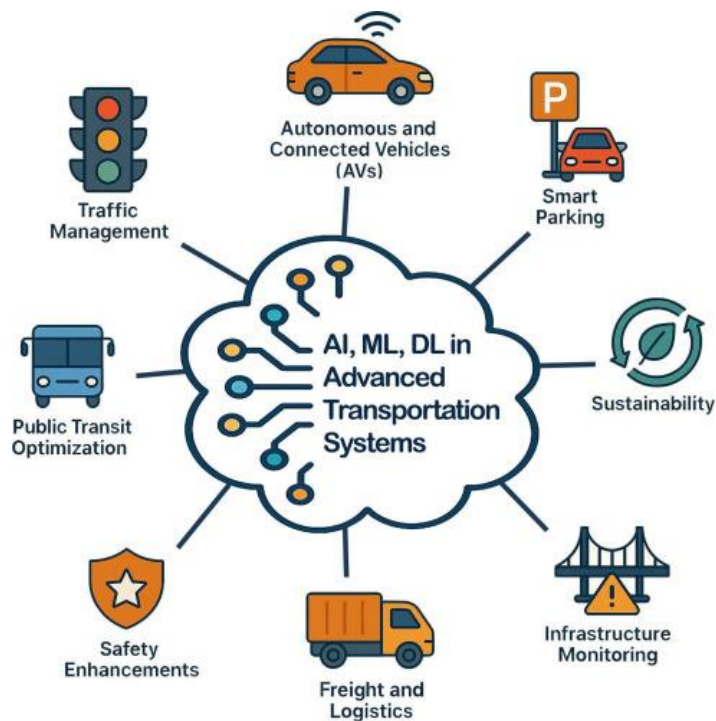 Autonomous and
Connected Vehicles
(AVs)
P
Smart
Parking
Traffic
Management
AI, ML, DL in
Advanced
Transportation
Systems
Sustainability
Public Transit
Optimization
!
Infrastructure
Monitoring
Safety
Enhancements
Freight and
Logistics